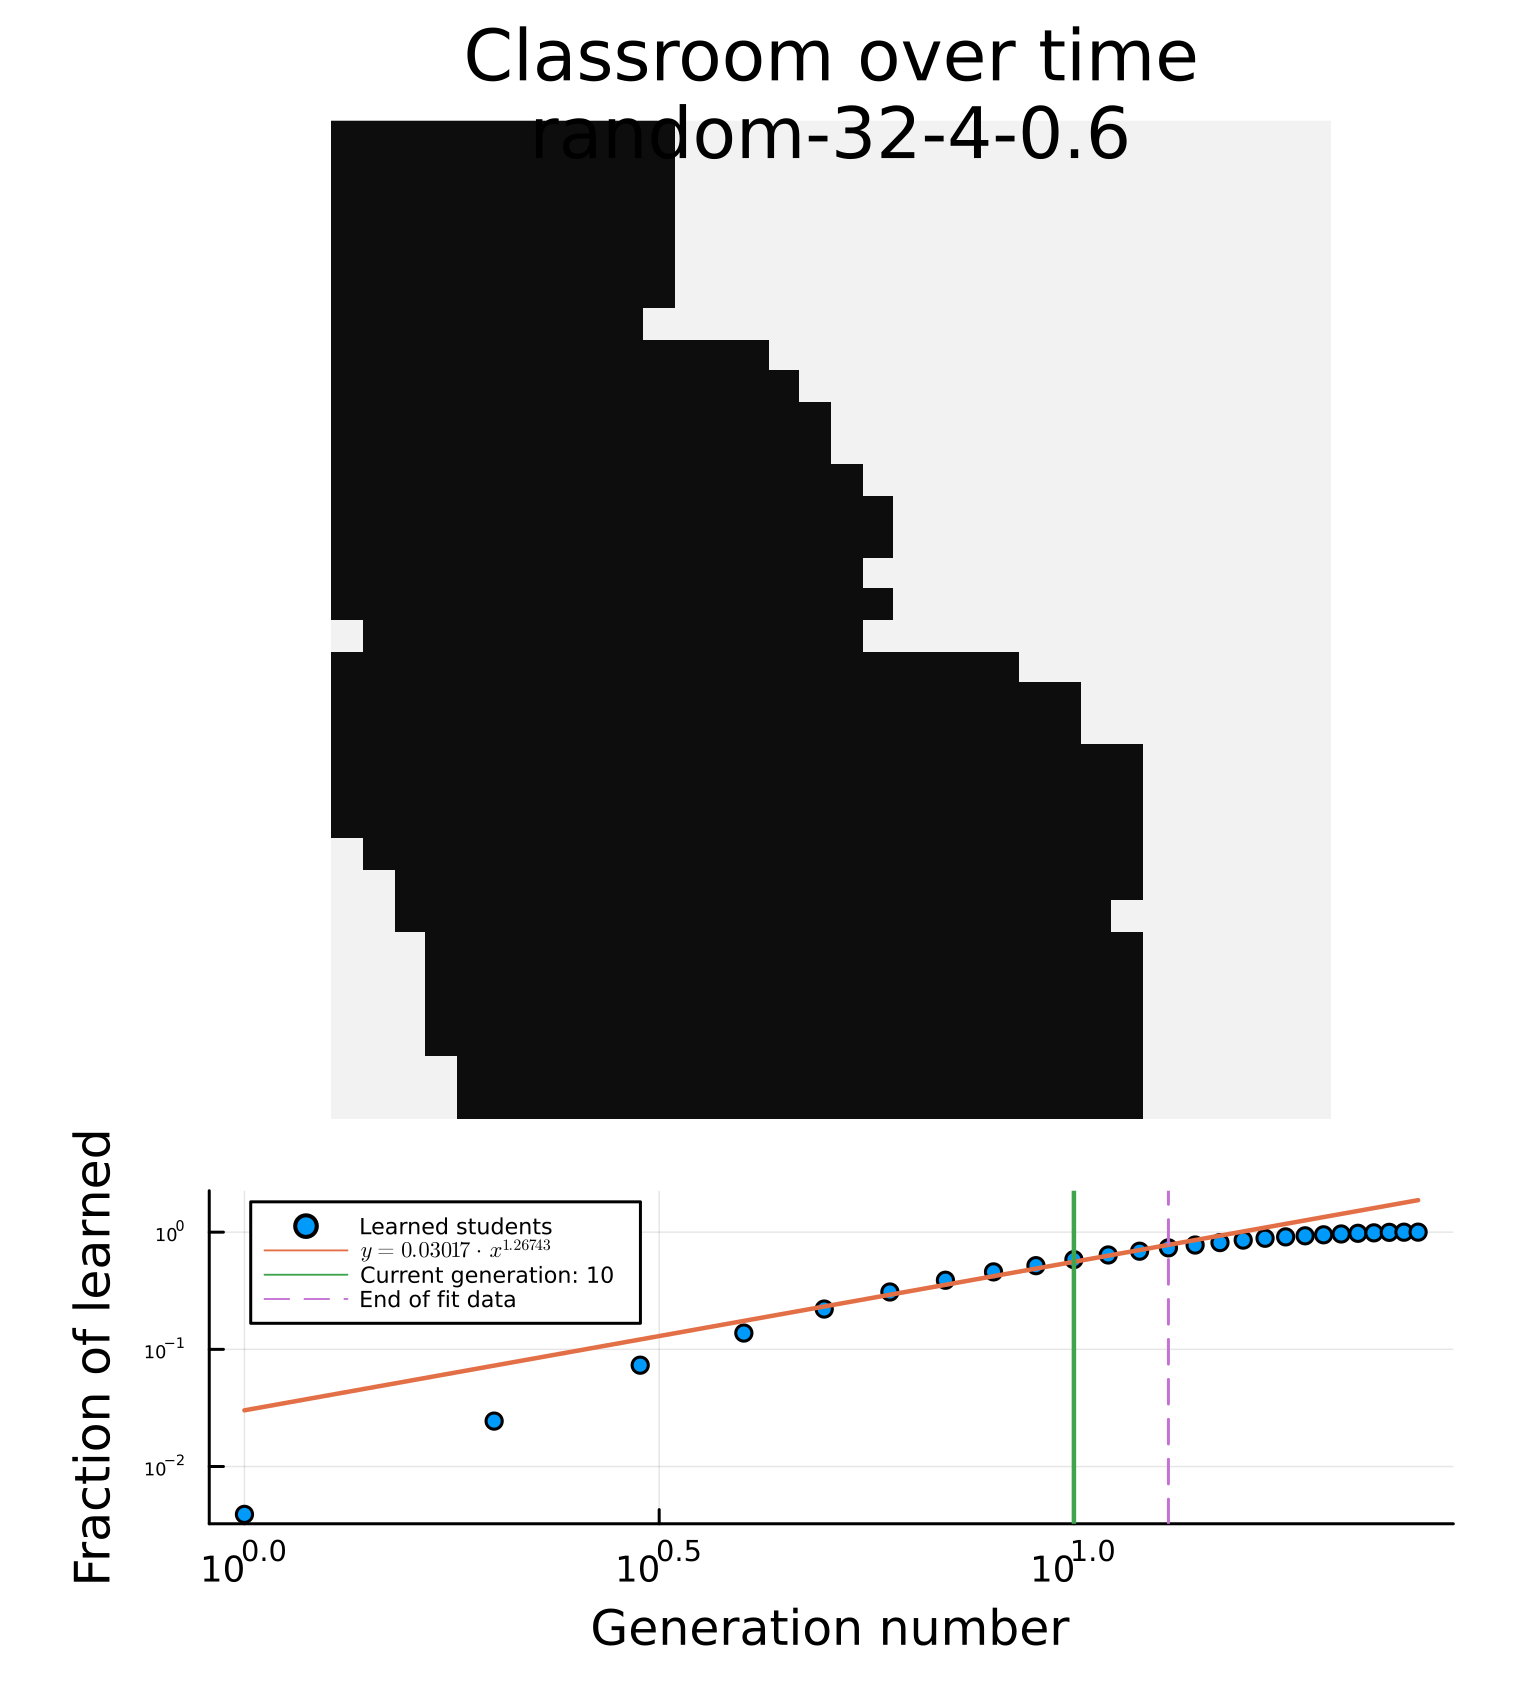 Classroom over time
random-32-4-0.6
Fraction of learned
10⁰
10⁻¹
10⁻²
Learned students
y = 0.03017 · x^1.26743
Current generation: 10
End of fit data
10^0.0
10^0.5
10^1.0
Generation number